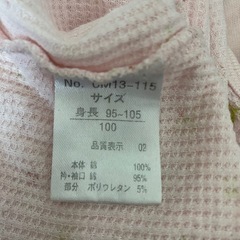 No. CM13-115
サイズ
身長 95-105
100
品質表示 02
本体 綿 100%
衿・袖口 綿 95%
部分 ポリウレタン 5%